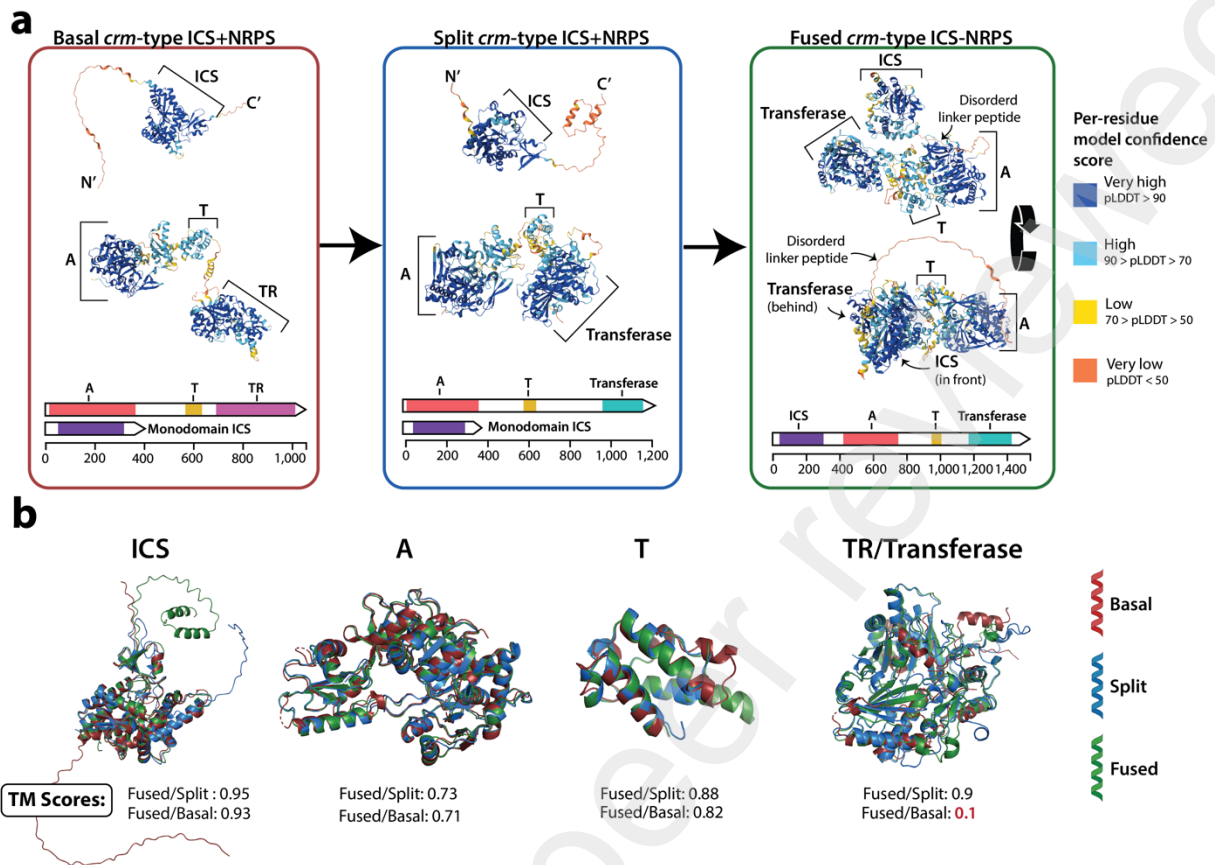 a
Basal crm-type ICS+NRPS
ICS
C'
N'
A
T
TR
A
T
TR
Monodomain ICS
0
200
400
600
800
1,000
Split crm-type ICS+NRPS
N'
C'
ICS
T
A
Transferase
A
T
Transferase
Monodomain ICS
0
200
400
600
800
1,000
1,200
Fused crm-type ICS-NRPS
ICS
Transferase
Disorderd
linker peptide
A
T
Disorderd
linker peptide
T
Transferase
(behind)
A
ICS
(in front)
ICS
A
T
Transferase
0
200
400
600
800
1,000
1,200
1,400
Per-residue
model confidence
score
Very high
pLDDT > 90
High
90 > pLDDT > 70
Low
70 > pLDDT > 50
Very low
pLDDT < 50
b
ICS
A
T
TR/Transferase
Basal
Split
Fused
TM Scores:
Fused/Split : 0.95
Fused/Basal: 0.93
Fused/Split: 0.73
Fused/Basal: 0.71
Fused/Split: 0.88
Fused/Basal: 0.82
Fused/Split: 0.9
Fused/Basal: 0.1
peer reviewed